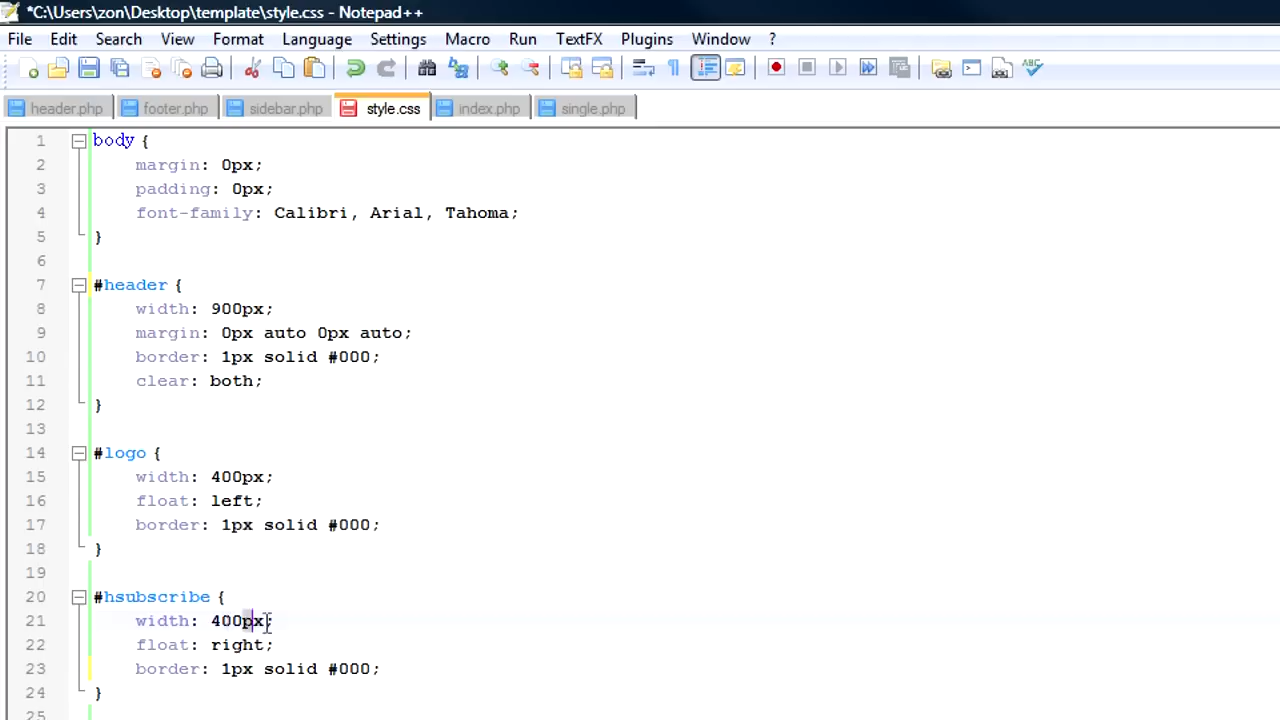 *C:\Users\zon\Desktop\template\style.css - Notepad++
File Edit Search View Format Language Settings Macro Run TextFX Plugins Window ?
header.php footer.php sidebar.php style.css index.php single.php
1 body {
2 margin: 0px;
3 padding: 0px;
4 font-family: Calibri, Arial, Tahoma;
5 }
6
7 #header {
8 width: 900px;
9 margin: 0px auto 0px auto;
10 border: 1px solid #000;
11 clear: both;
12 }
13
14 #logo {
15 width: 400px;
16 float: left;
17 border: 1px solid #000;
18 }
19
20 #hsubscribe {
21 width: 400px;
22 float: right;
23 border: 1px solid #000;
24 }
25